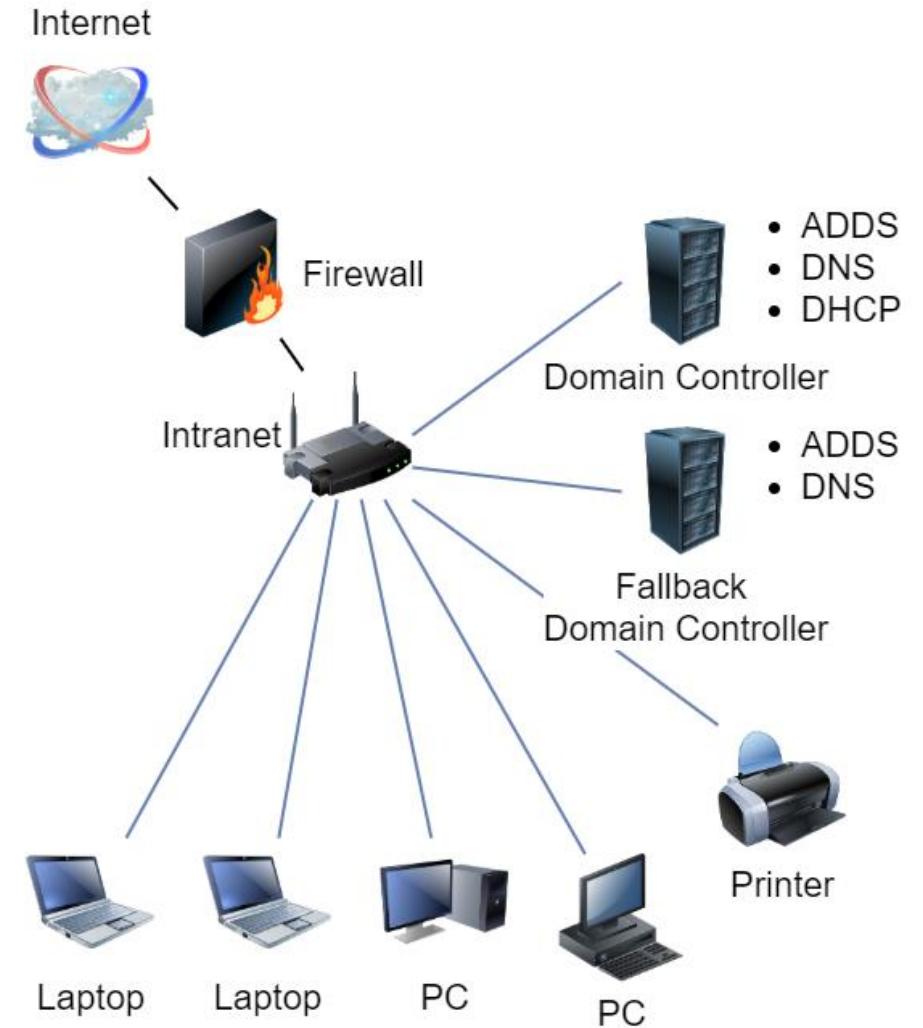 Internet
Firewall
• ADDS
• DNS
• DHCP
Domain Controller
Intranet
• ADDS
• DNS
Fallback
Domain Controller
Printer
Laptop
Laptop
PC
PC